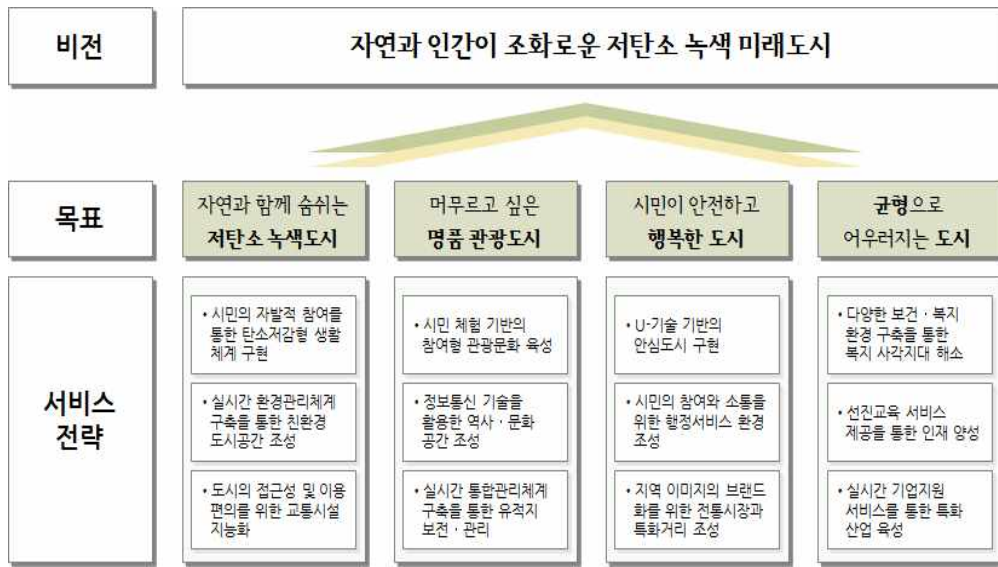 비전
자연과 인간이 조화로운 저탄소 녹색 미래도시
목표
자연과 함께 숨쉬는
저탄소 녹색도시
머무르고 싶은
명품 관광도시
시민이 안전하고
행복한 도시
균형으로
어우러지는 도시
서비스
전략
• 시민의 자발적 참여를
통한 탄소저감형 생활
체계 구현
• 실시간 환경관리체계
구축을 통한 친환경
도시공간 조성
• 도시의 접근성 및 이용
편의를 위한 교통시설
지능화
• 시민 체험 기반의
참여형 관광문화 육성
• 정보통신 기술을
활용한 역사 · 문화
공간 조성
• 실시간 통합관리체계
구축을 통한 유적지
보전 · 관리
• U-기술 기반의
안심도시 구현
• 시민의 참여와 소통을
위한 행정서비스 환경
조성
• 지역 이미지의 브랜드
화를 위한 전통시장과
특화거리 조성
• 다양한 보건 · 복지
환경 구축을 통한
복지 사각지대 해소
• 선진교육 서비스
제공을 통한 인재 양성
• 실시간 기업지원
서비스를 통한 특화
산업 육성